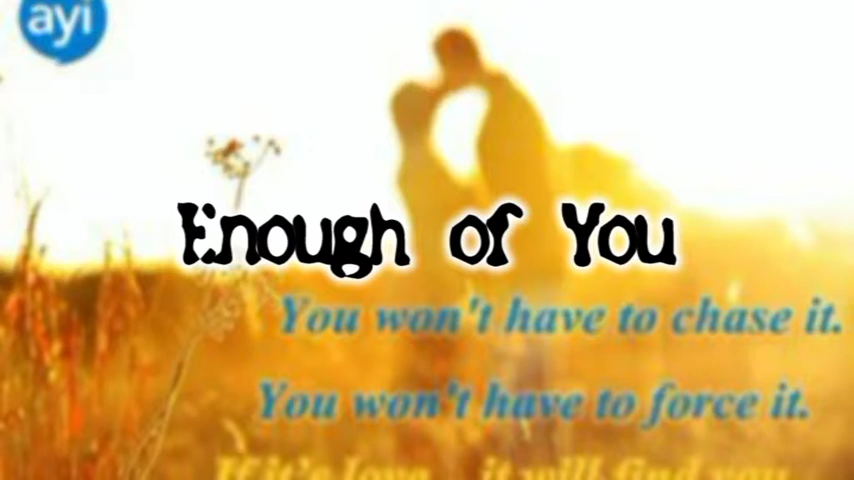 ayi
Enough of You
You won't have to chase it.
You won't have to force it.
If it's love... it will find you